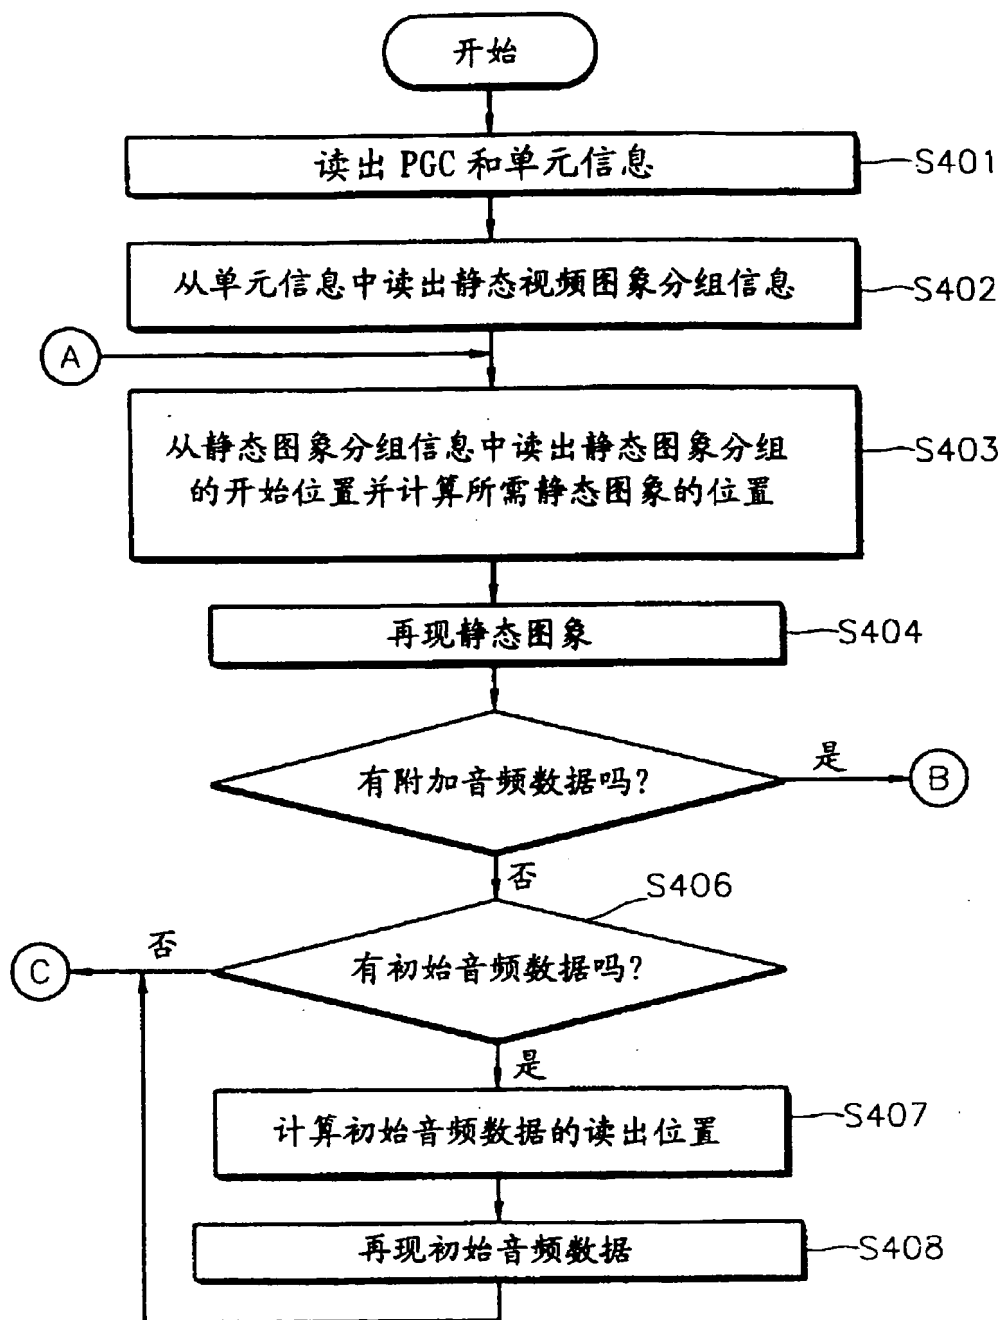 开始
读出 PGC 和单元信息
S401
从单元信息中读出静态视频图象分组信息
S402
A
从静态图象分组信息中读出静态图象分组
的开始位置并计算所需静态图象的位置
S403
再现静态图象
S404
有附加音频数据吗?
是
B
否
S406
有初始音频数据吗?
否
C
是
计算初始音频数据的读出位置
S407
再现初始音频数据
S408